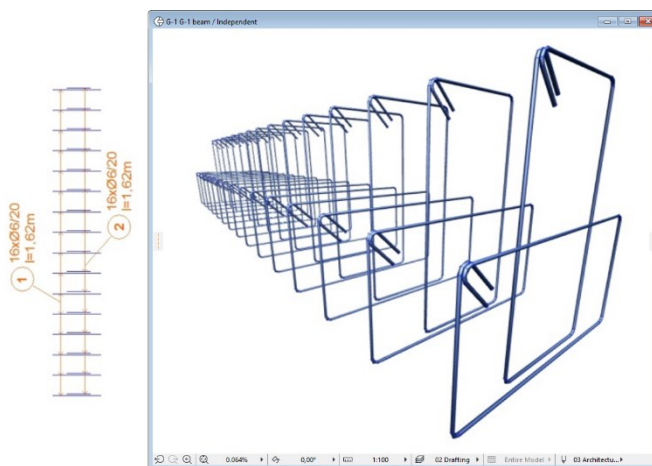 G-1 G-1 beam / Independent
1 16xØ6/20
l=1,62m
2 16xØ6/20
l=1,62m
0.064% 0,00° 1:100 02 Drafting Entire Model 03 Architectu...